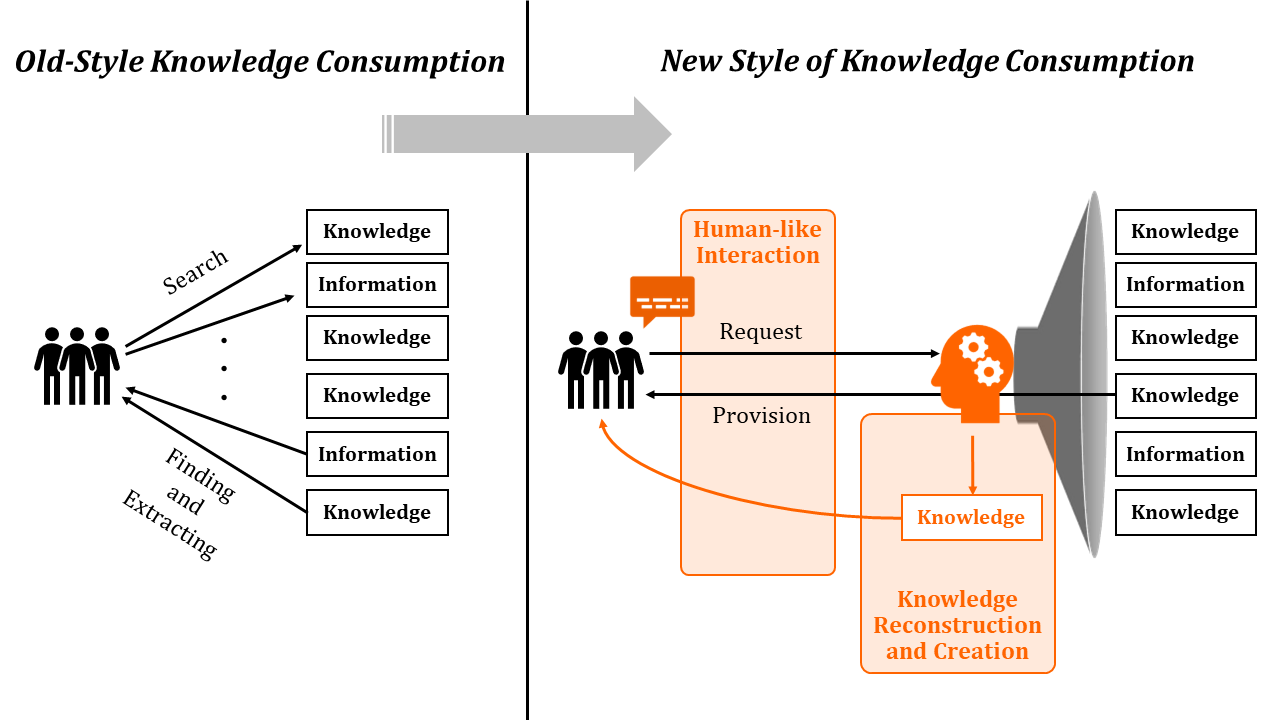 Old-Style Knowledge Consumption
Search
Knowledge
Information
Knowledge
Knowledge
Information
Knowledge
Finding
and
Extracting
New Style of Knowledge Consumption
Human-like
Interaction
Request
Provision
Knowledge
Knowledge
Reconstruction
and Creation
Knowledge
Information
Knowledge
Knowledge
Information
Knowledge